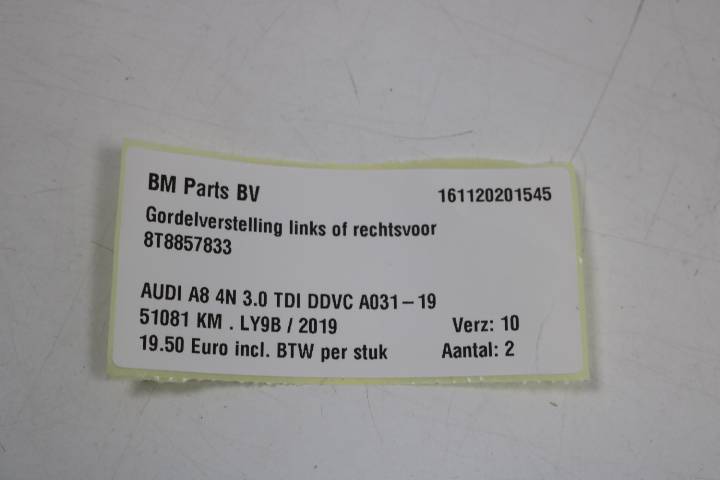 BM Parts BV 161120201545
Gordelverstelling links of rechtsvoor
8T8857833
AUDI A8 4N 3.0 TDI DDVC A031-19
51081 KM . LY9B / 2019 Verz: 10
19.50 Euro incl. BTW per stuk Aantal: 2